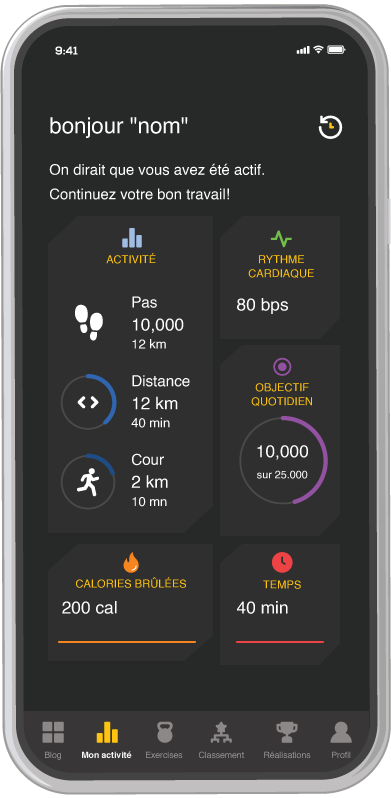 9:41
bonjour "nom"
On dirait que vous avez été actif.
Continuez votre bon travail!
ACTIVITÉ
Pas
10,000
12 km
Distance
12 km
40 min
Cour
2 km
10 mn
RYTHME
CARDIAQUE
80 bps
OBJECTIF
QUOTIDIEN
10,000
sur 25.000
CALORIES BRÛLÉES
200 cal
TEMPS
40 min
Blog
Mon activité
Exercises
Classement
Réalisations
Profil